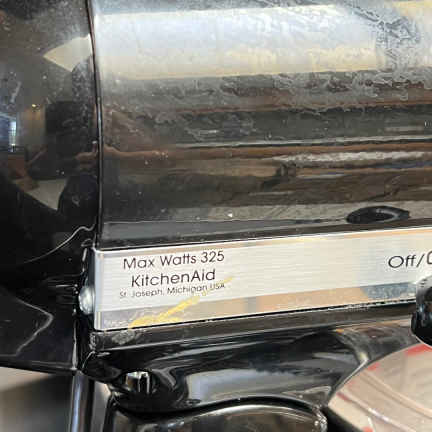 Max Watts 325
KitchenAid
St. Joseph, Michigan USA
Off/